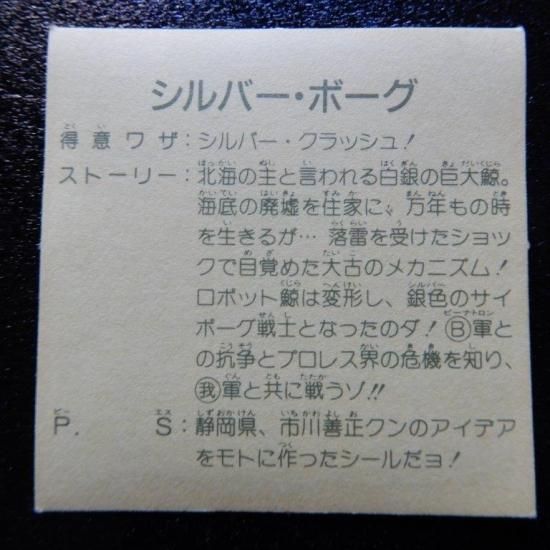 シルバー・ボーグ
得意ワザ：シルバー・クラッシュ！
ストーリー：北海の主と言われる白銀の巨大鯨。
海底の廃墟を住家に、万年もの時
を生きるが…落雷を受けたショッ
クで目覚めた太古のメカニズム！
ロボット鯨は変形し、銀色のサイ
ボーグ戦士となったのダ！Ⓑ軍と
の抗争とプロレス界の危機を知り、
㊐軍と共に戦うゾ!!
P.S：静岡県、市川善正クンのアイデア
をモトに作ったシールだヨ！